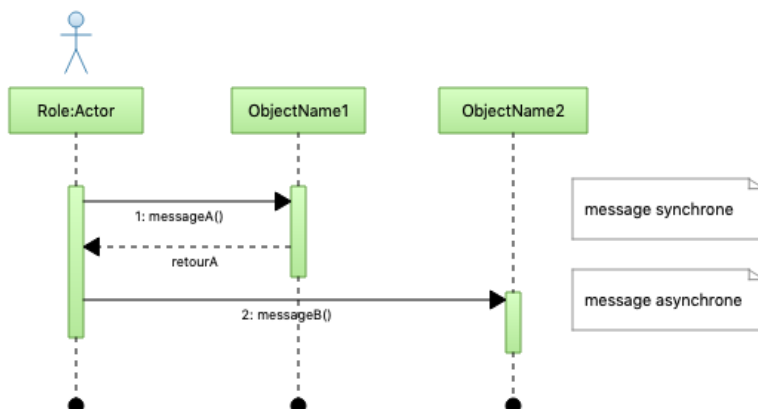 Role:Actor
ObjectName1
ObjectName2
1: messageA()
message synchrone
retourA
message asynchrone
2: messageB()